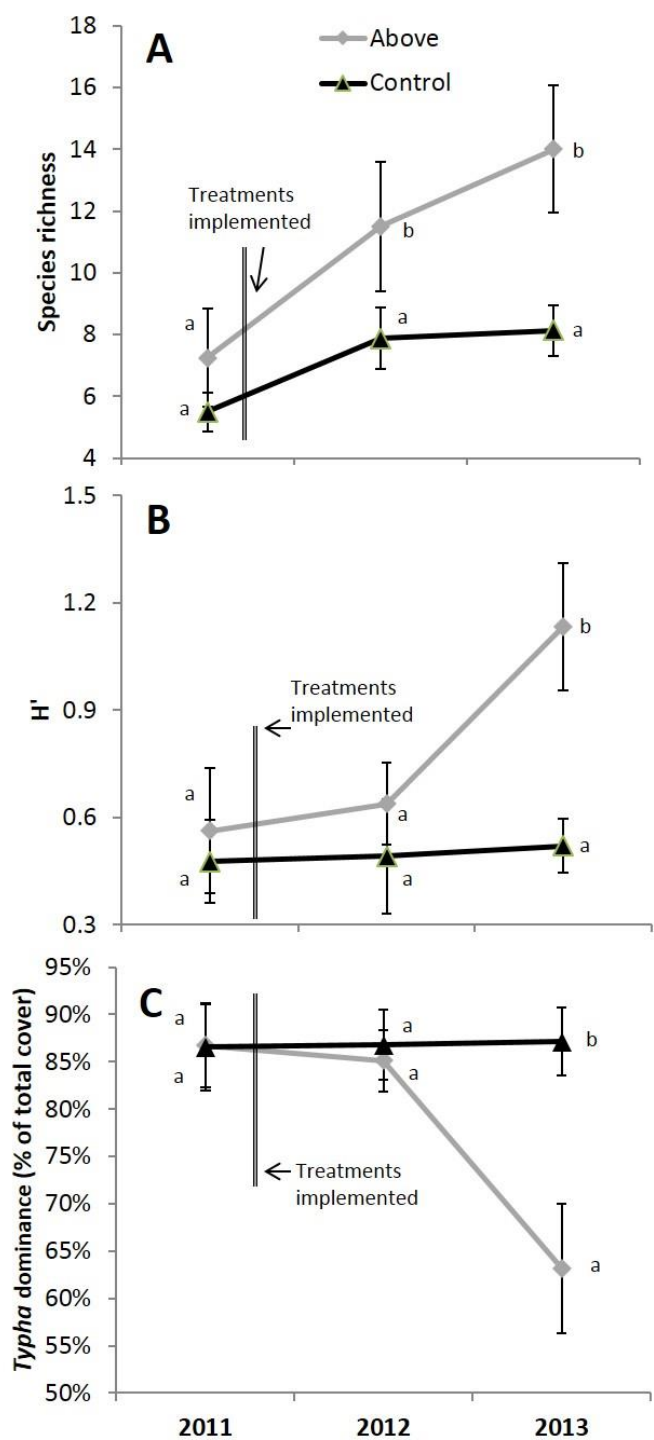 18
A
Above
16
Control
14
b
Treatments
implemented
12
b
Species richness
10
a
a
8
a
6
a
4
1.5
B
1.2
b
Treatments
implemented
0.9
H'
a
a
0.6
a
a
a
0.3
95%
C
a
a
90%
b
85%
a
a
80%
75%
Treatments
implemented
70%
65%
a
60%
55%
50%
Typha dominance (% of total cover)
2011 2012 2013